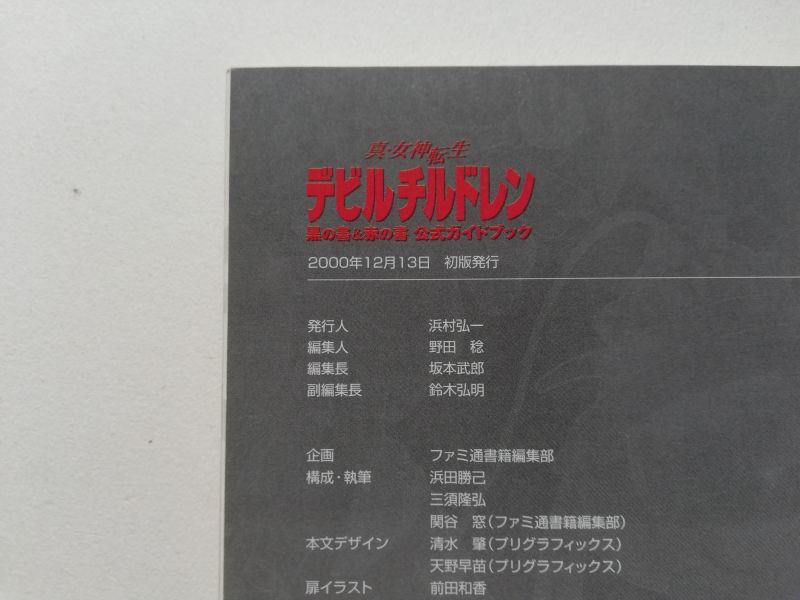 真・女神転生
デビルチルドレン
黒の書&赤の書 公式ガイドブック
2000年12月13日 初版発行
発行人 浜村弘一
編集人 野田 稔
編集長 坂本武郎
副編集長 鈴木弘明
企画 ファミ通書籍編集部
構成・執筆 浜田勝己
三須隆弘
関谷 窓(ファミ通書籍編集部)
本文デザイン 清水 肇(プリグラフィックス)
天野早苗(プリグラフィックス)
扉イラスト 前田和香